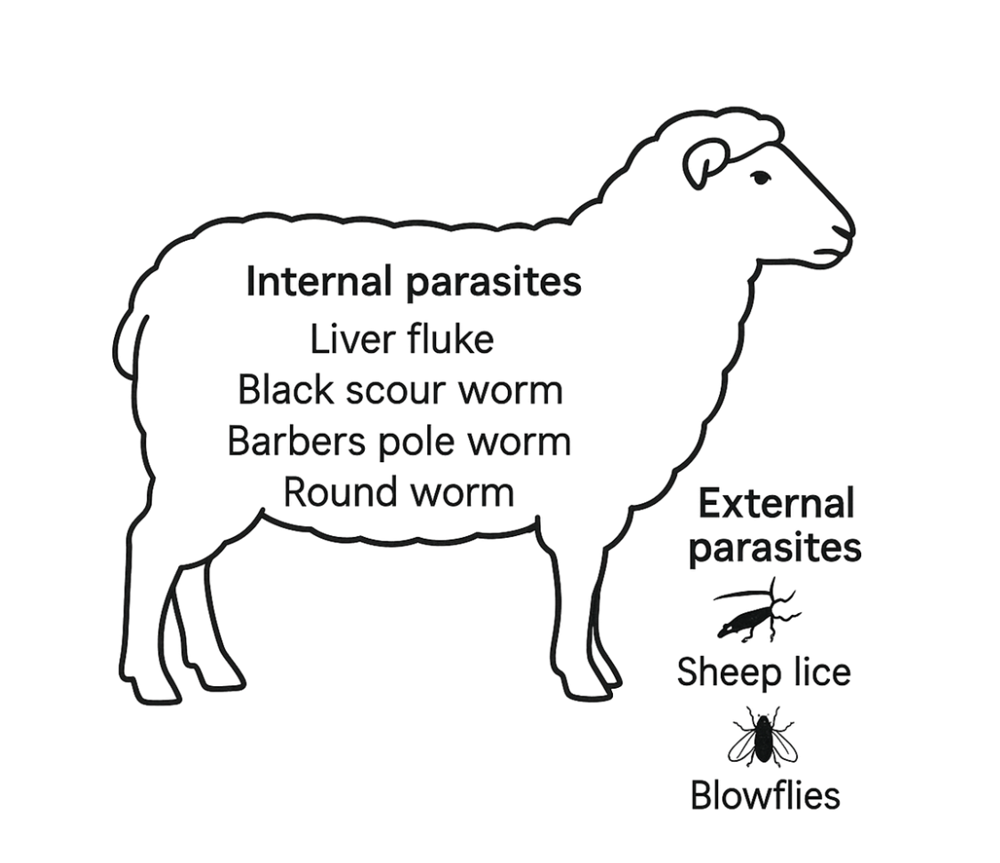 Internal parasites
Liver fluke
Black scour worm
Barbers pole worm
Round worm
External
parasites
Sheep lice
Blowflies